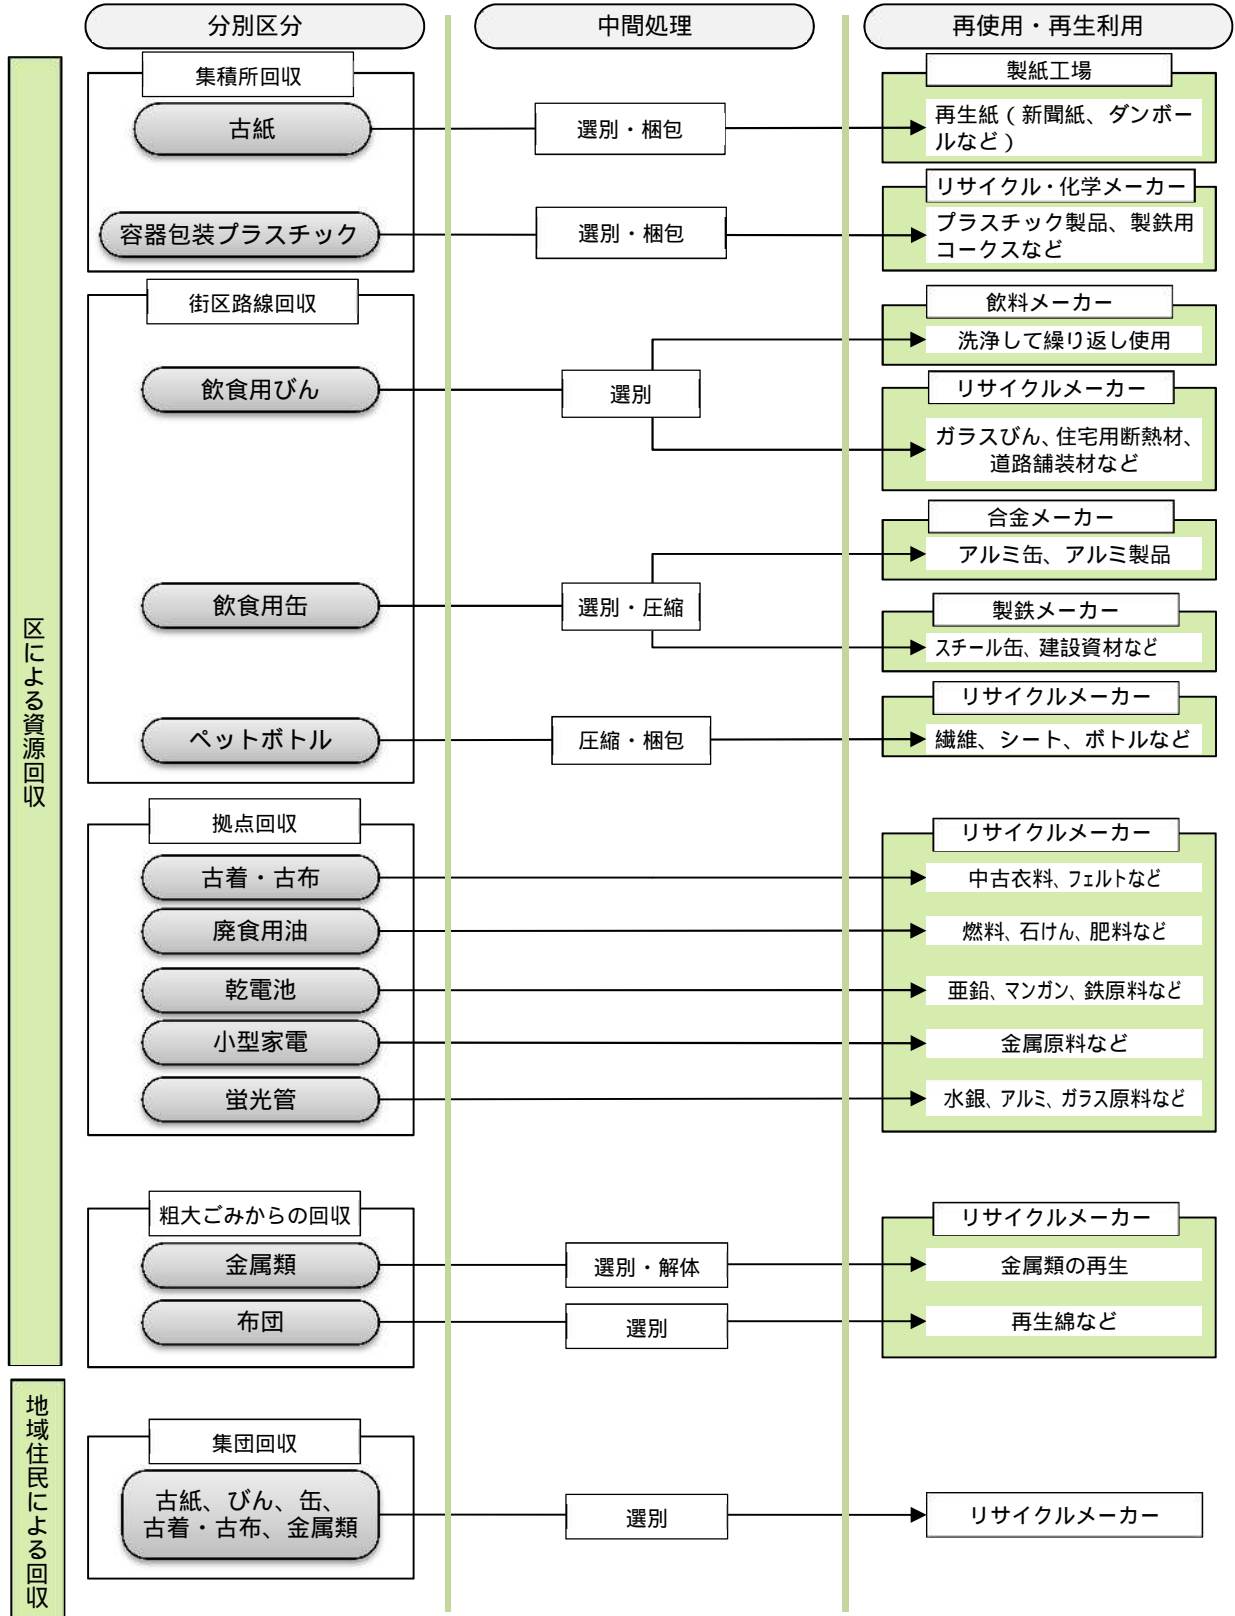 分別区分
中間処理
再使用・再生利用
区による資源回収
集積所回収
古紙
選別・梱包
製紙工場
再生紙（新聞紙、ダンボー
ルなど）
容器包装プラスチック
選別・梱包
リサイクル・化学メーカー
プラスチック製品、製鉄用
コークスなど
街区路線回収
飲食用びん
選別
飲料メーカー
洗浄して繰り返し使用
リサイクルメーカー
ガラスびん、住宅用断熱材、
道路舗装材など
飲食用缶
選別・圧縮
合金メーカー
アルミ缶、アルミ製品
製鉄メーカー
スチール缶、建設資材など
ペットボトル
圧縮・梱包
リサイクルメーカー
繊維、シート、ボトルなど
拠点回収
リサイクルメーカー
古着・古布
中古衣料、フェルトなど
廃食用油
燃料、石けん、肥料など
乾電池
亜鉛、マンガン、鉄原料など
小型家電
金属原料など
蛍光管
水銀、アルミ、ガラス原料など
粗大ごみからの回収
リサイクルメーカー
金属類
選別・解体
金属類の再生
布団
選別
再生綿など
地域住民による回収
集団回収
古紙、びん、缶、
古着・古布、金属類
選別
リサイクルメーカー